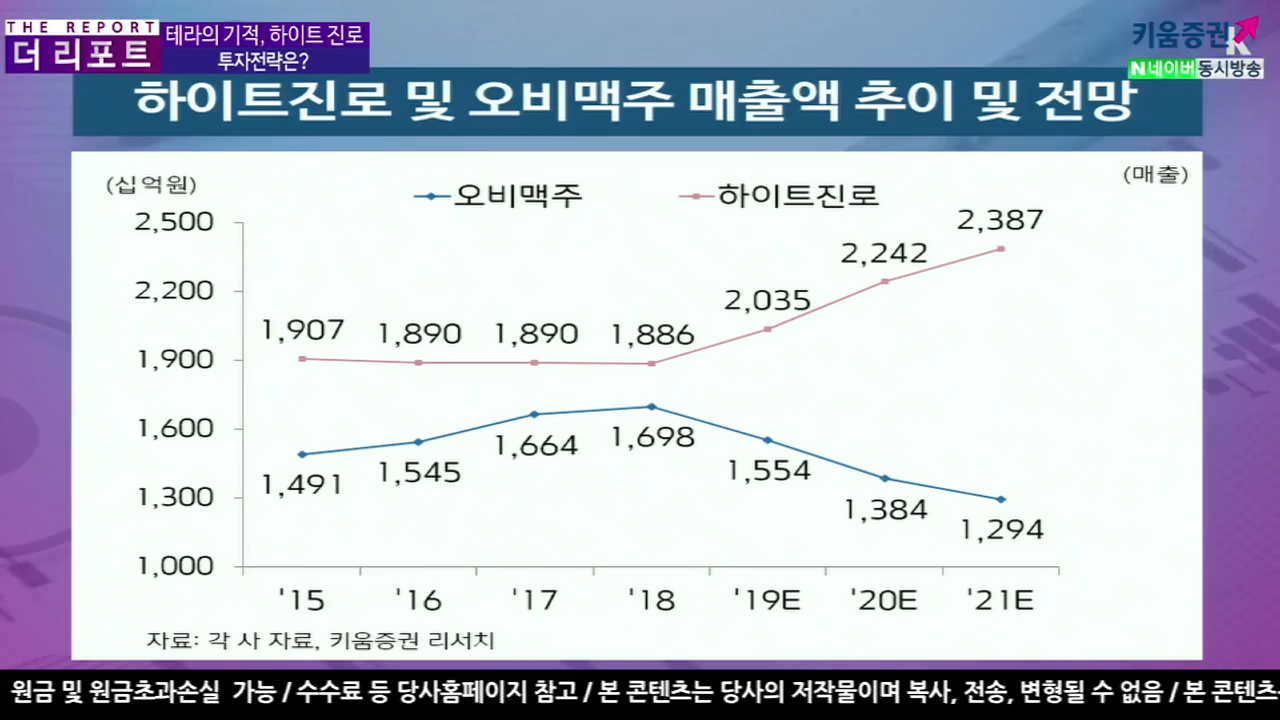 THE REPORT
더 리포트
테라의 기적, 하이트 진로
투자전략은?
키움증권
N 네이버 동시방송
하이트진로 및 오비맥주 매출액 추이 및 전망
(십억원)
(매출)
오비맥주 하이트진로
2,500
2,200
1,900
1,600
1,300
1,000
1,907 1,890 1,890 1,886 2,035 2,242 2,387
1,491 1,545 1,664 1,698 1,554 1,384 1,294
'15 '16 '17 '18 '19E '20E '21E
자료: 각 사 자료, 키움증권 리서치
원금 및 원금초과손실 가능 / 수수료 등 당사홈페이지 참고 / 본 콘텐츠는 당사의 저작물이며 복사, 전송, 변형될 수 없음 / 본 콘텐츠